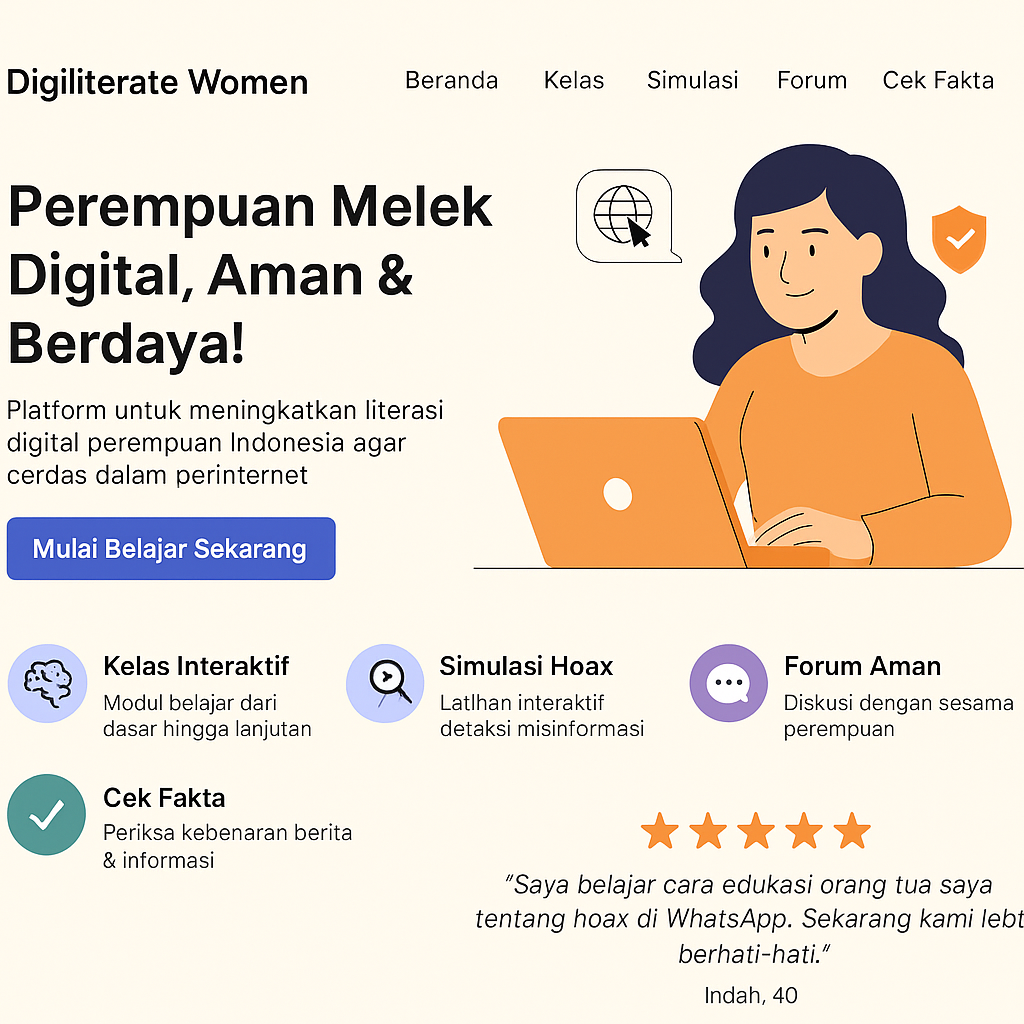 Digiliterate Women
Beranda Kelas Simulasi Forum Cek Fakta
Perempuan Melek
Digital, Aman &
Berdaya!
Platform untuk meningkatkan literasi
digital perempuan Indonesia agar
cerdas dalam perinternet
Mulai Belajar Sekarang
Kelas Interaktif
Modul belajar dari
dasar hingga lanjutan
Simulasi Hoax
Latlhan interaktif
detaksi misinformasi
Forum Aman
Diskusi dengan sesama
perempuan
Cek Fakta
Periksa kebenaran berita
& informasi
"Saya belajar cara edukasi orang tua saya
tentang hoax di WhatsApp. Sekarang kami lebt
berhati-hati."
Indah, 40